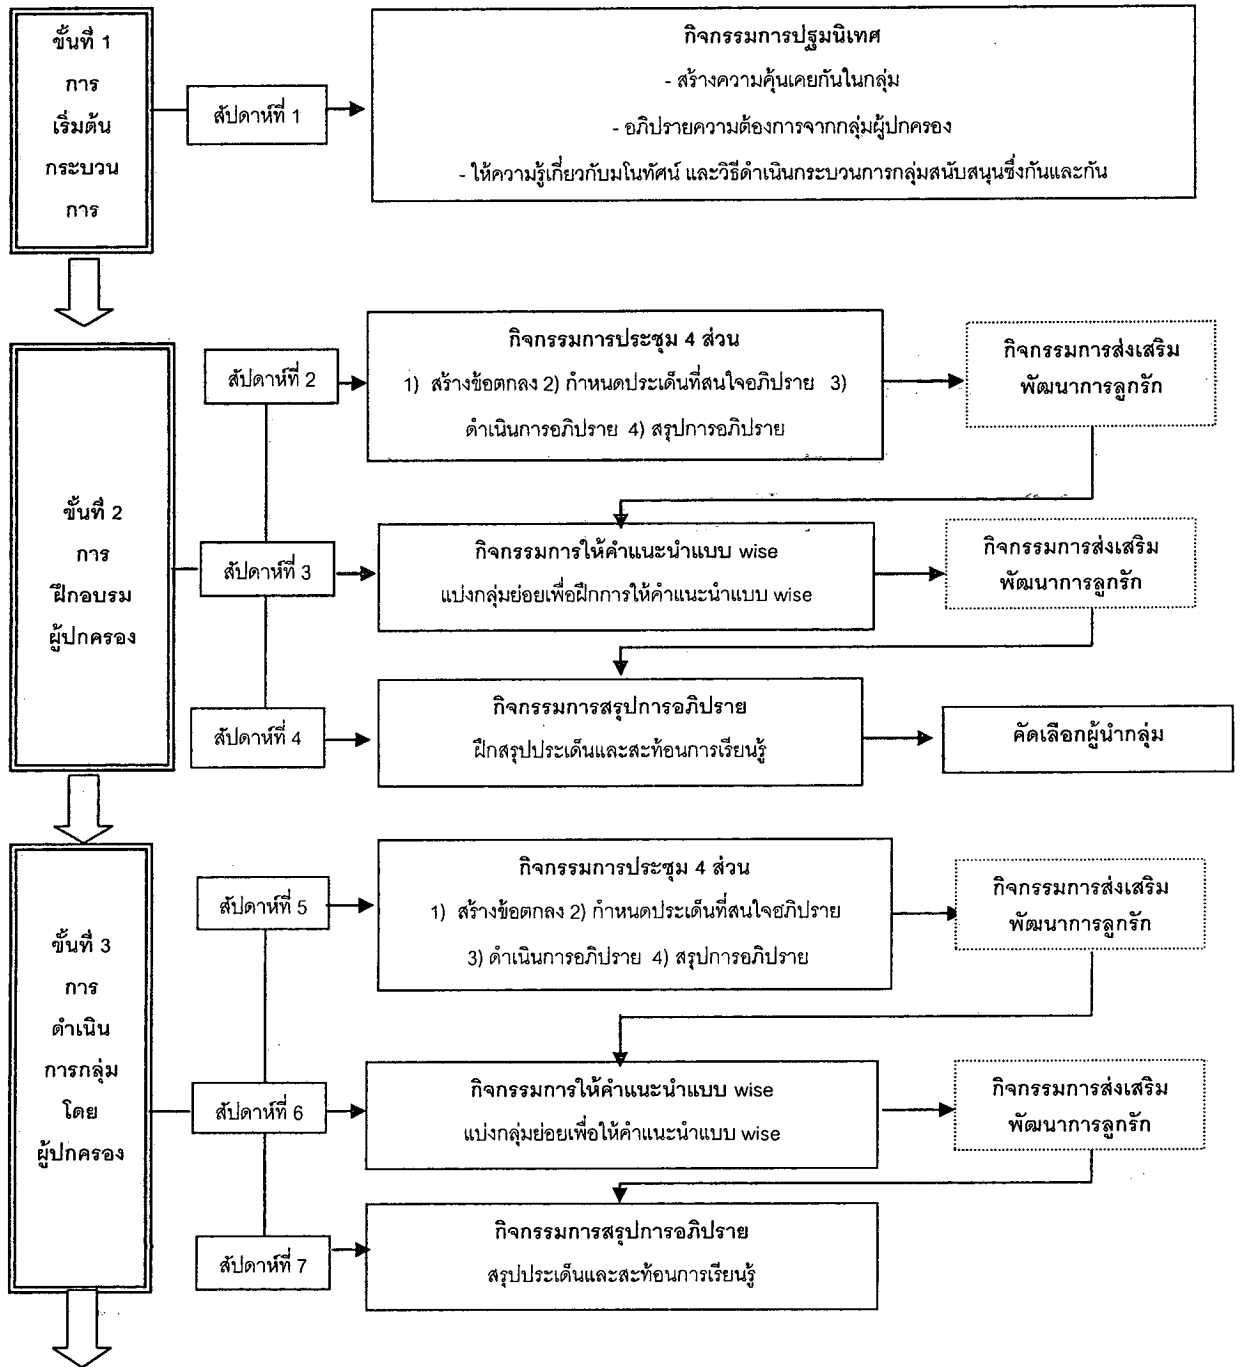 ขั้นที่ 1
การ
เริ่มต้น
กระบวน
การ
สัปดาห์ที่ 1
กิจกรรมการปฐมนิเทศ
- สร้างความคุ้นเคยกันในกลุ่ม
- อภิปรายความต้องการจากกลุ่มผู้ปกครอง
- ให้ความรู้เกี่ยวกับมโนทัศน์ และวิธีดำเนินกระบวนการกลุ่มสนับสนุนซึ่งกันและกัน
ขั้นที่ 2
การ
ฝึกอบรม
ผู้ปกครอง
สัปดาห์ที่ 2
กิจกรรมการประชุม 4 ส่วน
1) สร้างข้อตกลง 2) กำหนดประเด็นที่สนใจอภิปราย 3)
ดำเนินการอภิปราย 4) สรุปการอภิปราย
กิจกรรมการส่งเสริม
พัฒนาการลูกรัก
สัปดาห์ที่ 3
กิจกรรมการให้คำแนะนำแบบ wise
แบ่งกลุ่มย่อยเพื่อฝึกการให้คำแนะนำแบบ wise
กิจกรรมการส่งเสริม
พัฒนาการลูกรัก
สัปดาห์ที่ 4
กิจกรรมการสรุปการอภิปราย
ฝึกสรุปประเด็นและสะท้อนการเรียนรู้
คัดเลือกผู้นำกลุ่ม
ขั้นที่ 3
การ
ดำเนิน
การกลุ่ม
โดย
ผู้ปกครอง
สัปดาห์ที่ 5
กิจกรรมการประชุม 4 ส่วน
1) สร้างข้อตกลง 2) กำหนดประเด็นที่สนใจอภิปราย
3) ดำเนินการอภิปราย 4) สรุปการอภิปราย
กิจกรรมการส่งเสริม
พัฒนาการลูกรัก
สัปดาห์ที่ 6
กิจกรรมการให้คำแนะนำแบบ wise
แบ่งกลุ่มย่อยเพื่อให้คำแนะนำแบบ wise
กิจกรรมการส่งเสริม
พัฒนาการลูกรัก
สัปดาห์ที่ 7
กิจกรรมการสรุปการอภิปราย
สรุปประเด็นและสะท้อนการเรียนรู้